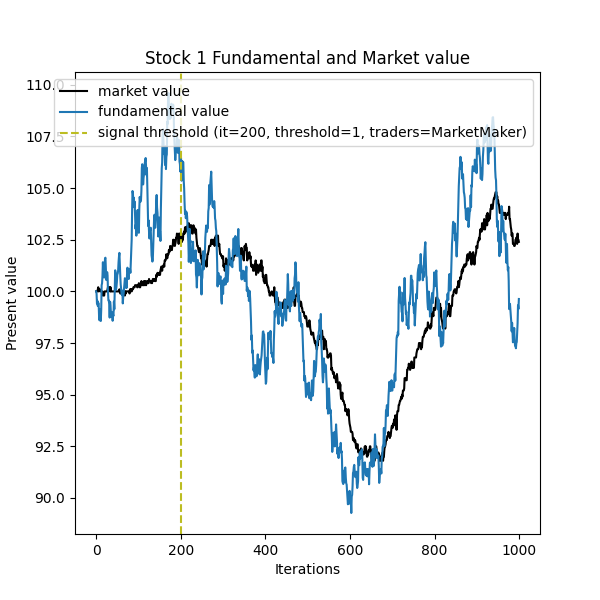 Stock 1 Fundamental and Market value
market value
fundamental value
signal threshold (it=200, threshold=1, traders=MarketMaker)
110.0
107.5
105.0
102.5
100.0
97.5
95.0
92.5
90.0
Present value
0 200 400 600 800 1000
Iterations